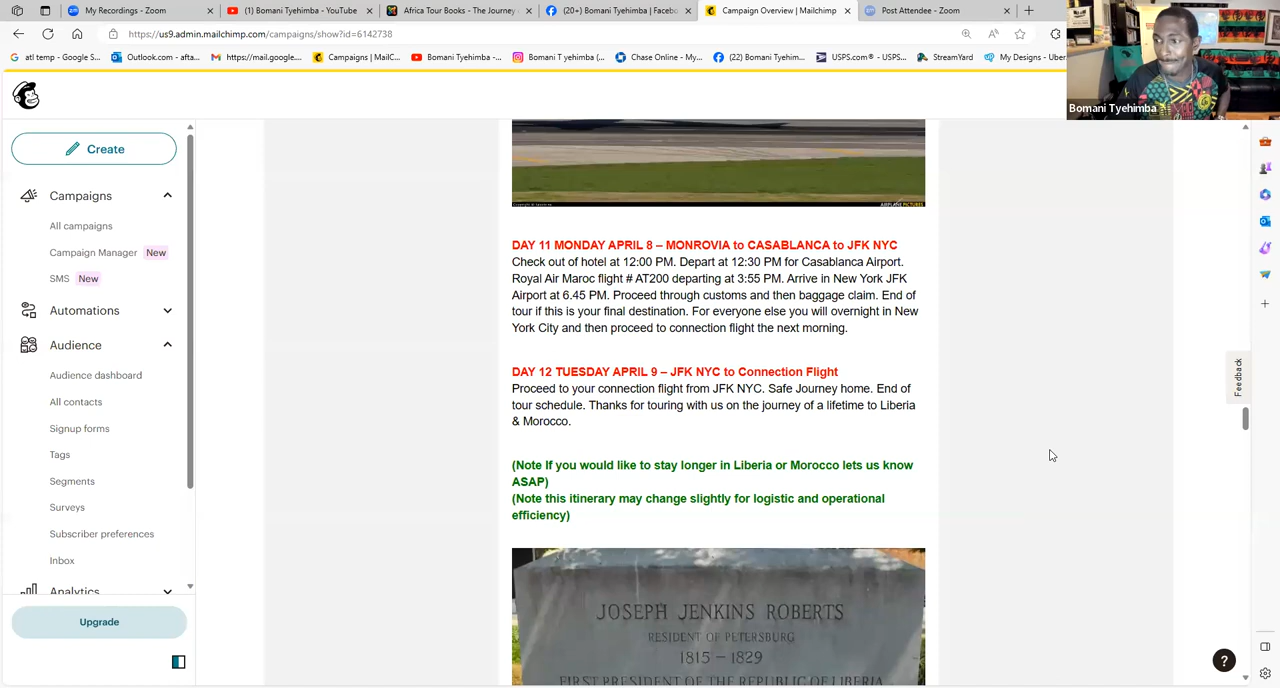 My Recordings - Zoom
(1) Bomani Tyehimba - YouTube
Africa Tour Books - The Journey
(20+) Bomani Tyehimba | Faceb
Campaign Overview | Mailchimp
Post Attendee - Zoom
https://us9.admin.mailchimp.com/campaigns/show?id=6142738
atl temp - Google S...
Outlook.com - afta...
https://mail.google....
Campaigns | MailC...
Bomani Tyehimba -...
Bomani T yehimba (...
Chase Online - My...
(22) Bomani Tyehim...
USPS.com® - USPS...
StreamYard
My Designs - Uber
Bomani Tyehimba
Create
Campaigns
All campaigns
Campaign Manager New
SMS New
Automations
Audience
Audience dashboard
All contacts
Signup forms
Tags
Segments
Surveys
Subscriber preferences
Inbox
Analytics
Upgrade
AIRPLANE PICTURES
DAY 11 MONDAY APRIL 8 – MONROVIA to CASABLANCA to JFK NYC
Check out of hotel at 12:00 PM. Depart at 12:30 PM for Casablanca Airport.
Royal Air Maroc flight # AT200 departing at 3:55 PM. Arrive in New York JFK
Airport at 6.45 PM. Proceed through customs and then baggage claim. End of
tour if this is your final destination. For everyone else you will overnight in New
York City and then proceed to connection flight the next morning.
DAY 12 TUESDAY APRIL 9 – JFK NYC to Connection Flight
Proceed to your connection flight from JFK NYC. Safe Journey home. End of
tour schedule. Thanks for touring with us on the journey of a lifetime to Liberia
& Morocco.
(Note If you would like to stay longer in Liberia or Morocco lets us know
ASAP)
(Note this itinerary may change slightly for logistic and operational
efficiency)
JOSEPH JENKINS ROBERTS
RESIDENT OF PETERSBURG
1815 – 1829
FIRST PRESIDENT OF THE REPUBLIC OF LIBERIA
Feedback
?